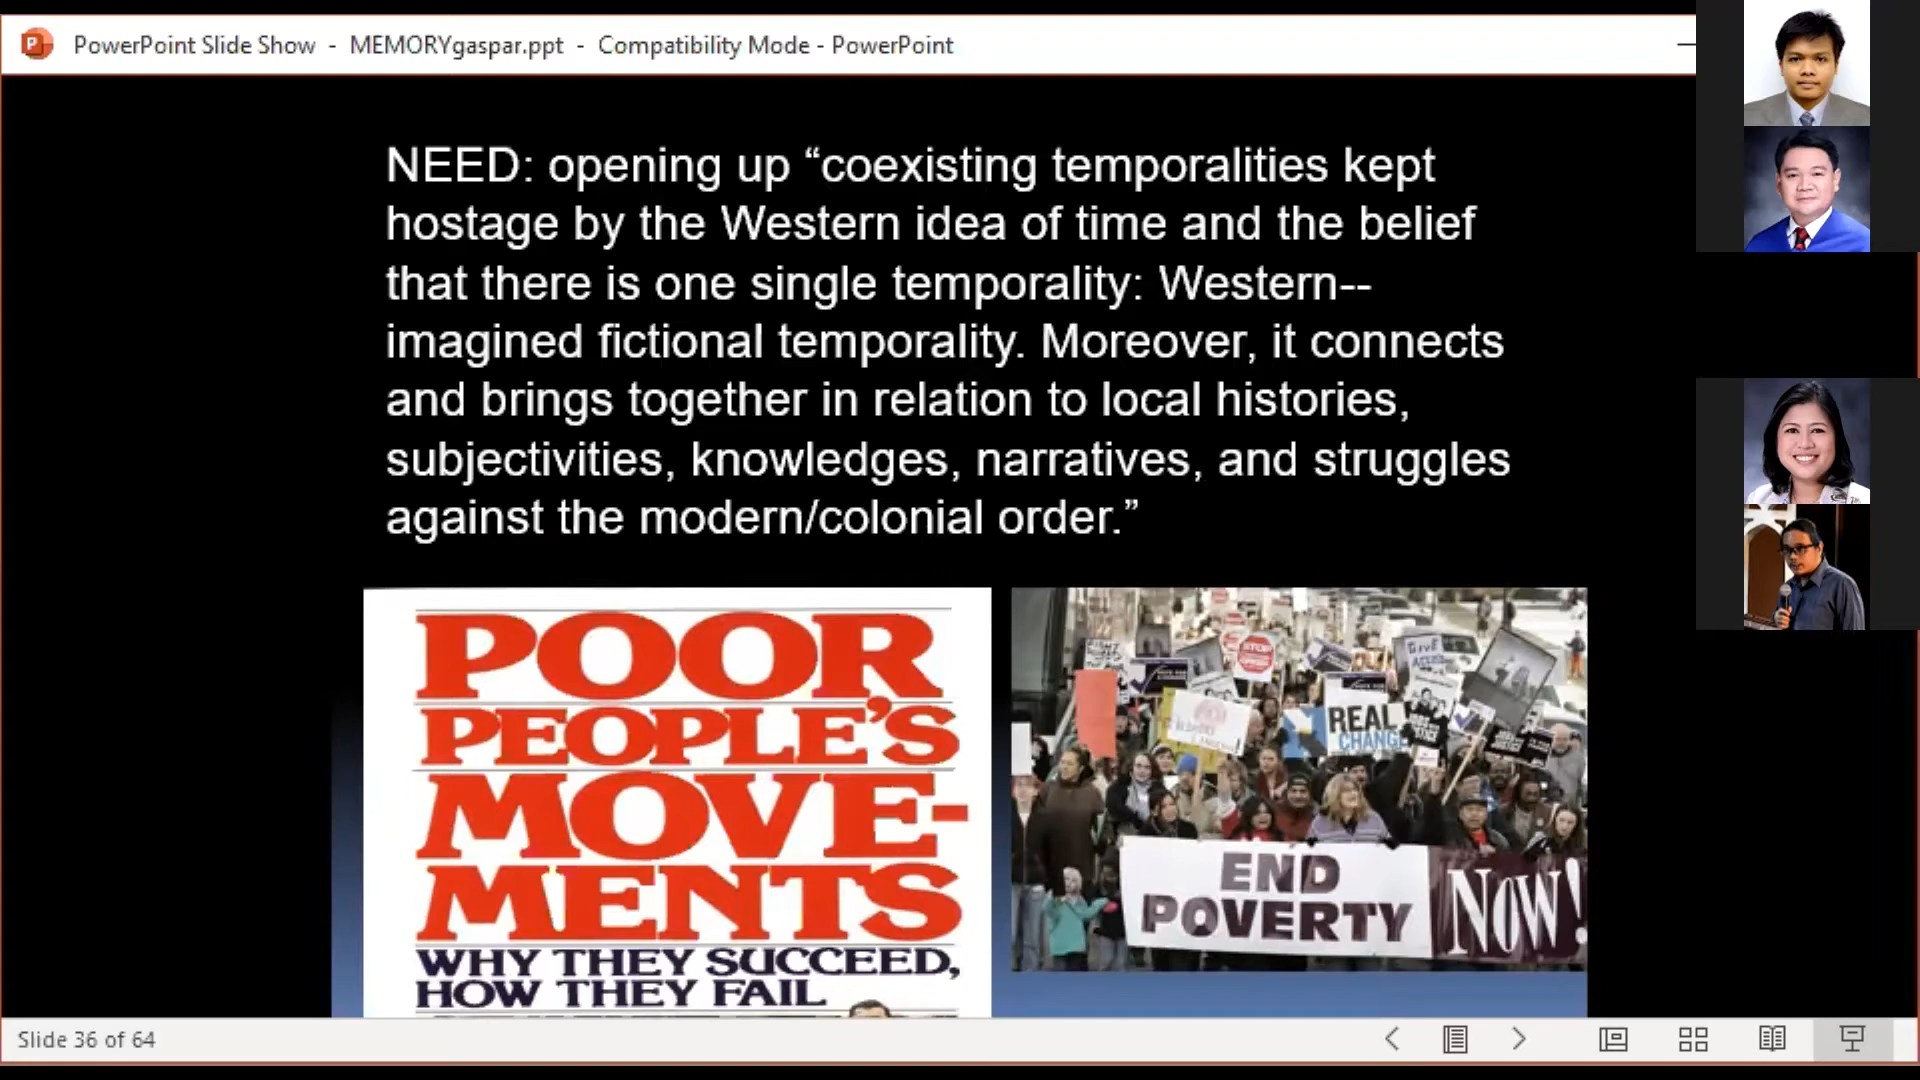 PowerPoint Slide Show - MEMORYgaspar.ppt - Compatibility Mode - PowerPoint
NEED: opening up “coexisting temporalities kept
hostage by the Western idea of time and the belief
that there is one single temporality: Western--
imagined fictional temporality. Moreover, it connects
and brings together in relation to local histories,
subjectivities, knowledges, narratives, and struggles
against the modern/colonial order.”
POOR
PEOPLE’S
MOVE-
MENTS
WHY THEY SUCCEED,
HOW THEY FAIL
STOP
REAL
CHANGE
END
POVERTY
NOW!
Slide 36 of 64